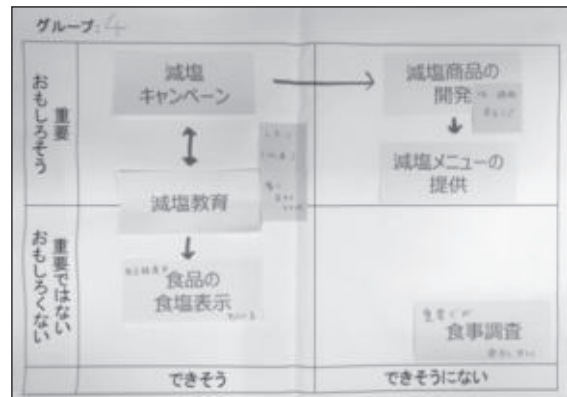 グループ:4
重要
おもしろそう
減塩
キャンペーン
減塩商品の
開発
減塩メニューの
提供
減塩教育
重要ではない
おもしろくない
食品の
食塩表示
食事調査
できそう
できそうにない